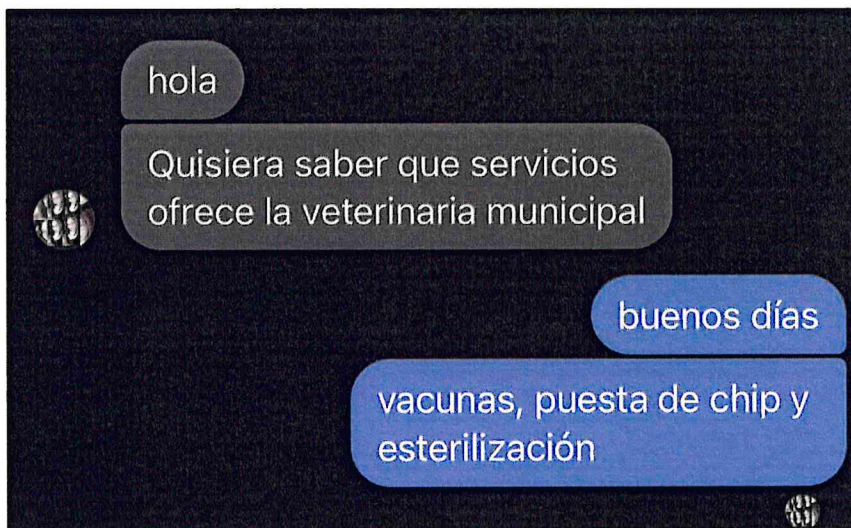 hola
Quisiera saber que servicios
ofrece la veterinaria municipal
buenos días
vacunas, puesta de chip y
esterilización